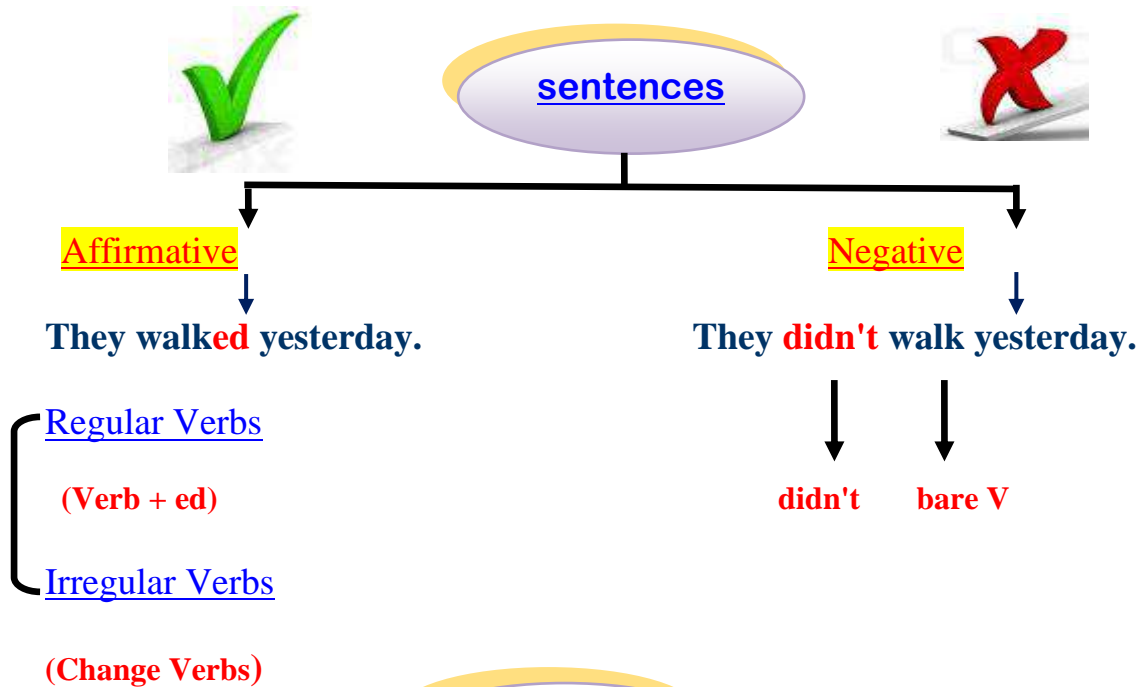 sentences
Affirmative
Negative
They walked yesterday.
They didn't walk yesterday.
Regular Verbs
(Verb + ed)
didn't bare V
Irregular Verbs
(Change Verbs)